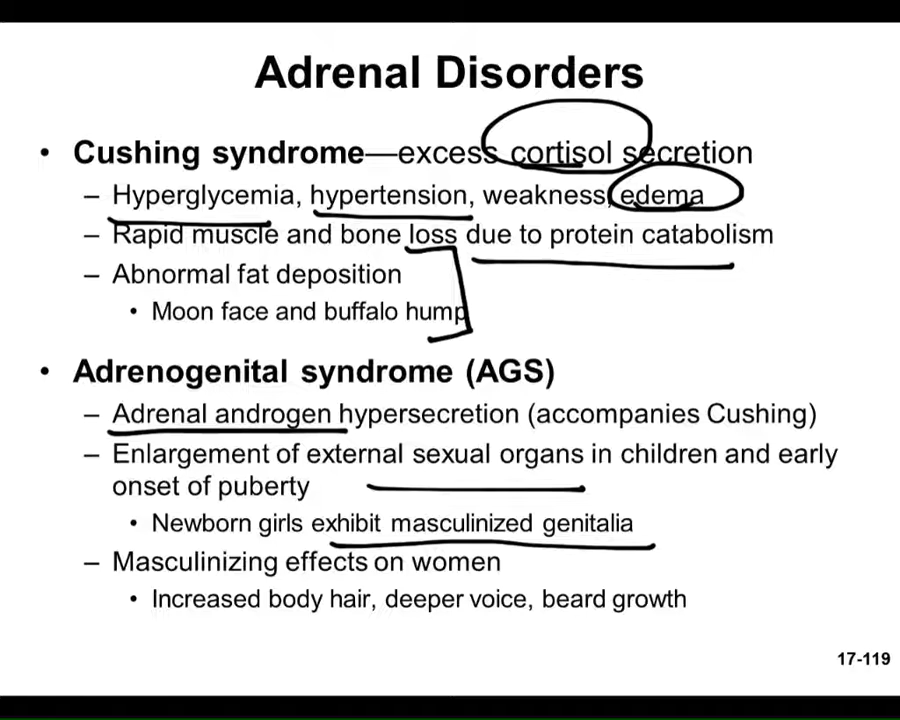 Adrenal Disorders
• Cushing syndrome—excess cortisol secretion
– Hyperglycemia, hypertension, weakness, edema
– Rapid muscle and bone loss due to protein catabolism
– Abnormal fat deposition
• Moon face and buffalo hump
• Adrenogenital syndrome (AGS)
– Adrenal androgen hypersecretion (accompanies Cushing)
– Enlargement of external sexual organs in children and early
onset of puberty
• Newborn girls exhibit masculinized genitalia
– Masculinizing effects on women
• Increased body hair, deeper voice, beard growth
17-119